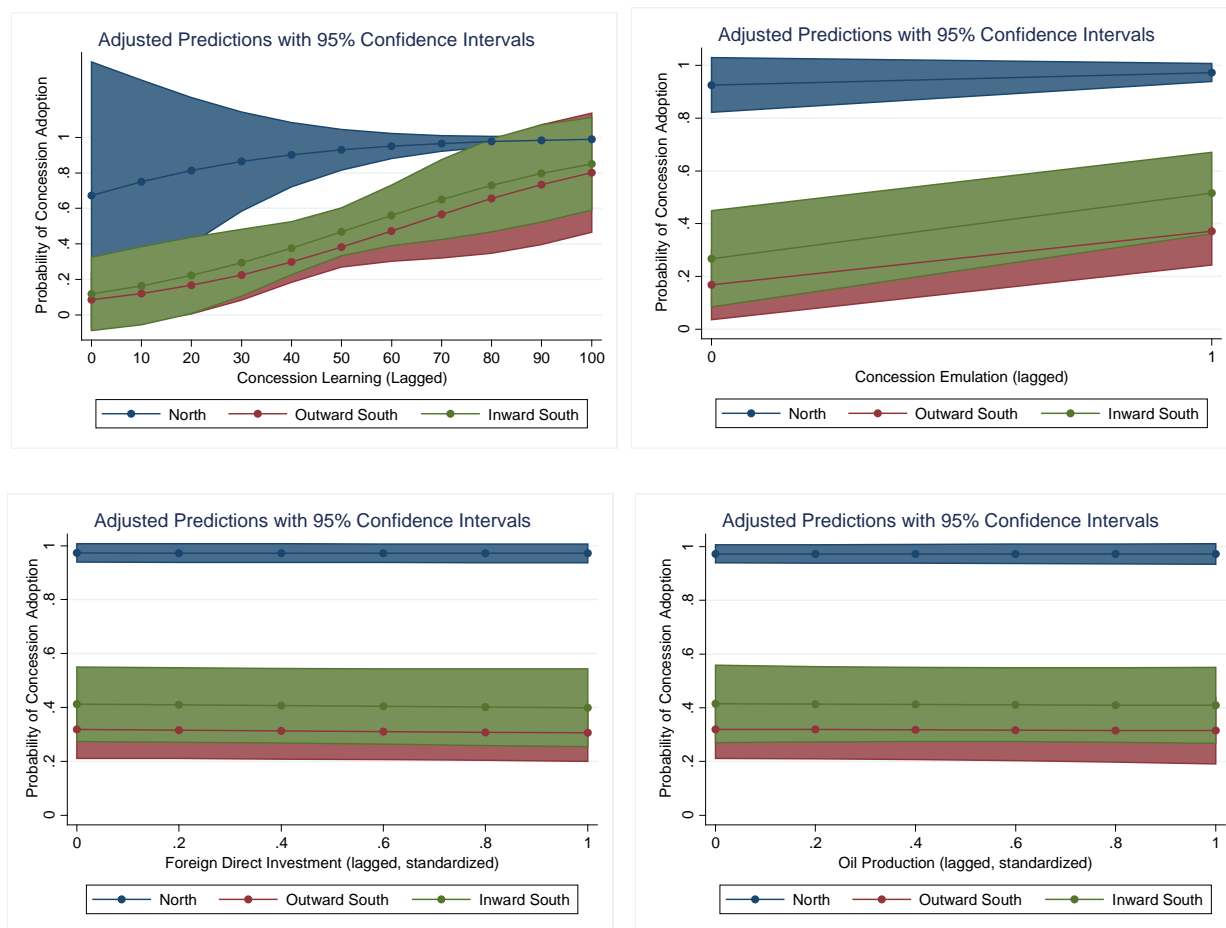 Adjusted Predictions with 95% Confidence Intervals
Probability of Concession Adoption
1
.8
.6
.4
.2
0
0 10 20 30 40 50 60 70 80 90 100
Concession Learning (Lagged)
North Outward South Inward South
Adjusted Predictions with 95% Confidence Intervals
Probability of Concession Adoption
1
.8
.6
.4
.2
0
0 1
Concession Emulation (lagged)
North Outward South Inward South
Adjusted Predictions with 95% Confidence Intervals
Probability of Concession Adoption
1
.8
.6
.4
.2
0
0 .2 .4 .6 .8 1
Foreign Direct Investment (lagged, standardized)
North Outward South Inward South
Adjusted Predictions with 95% Confidence Intervals
Probability of Concession Adoption
1
.8
.6
.4
.2
0
0 .2 .4 .6 .8 1
Oil Production (lagged, standardized)
North Outward South Inward South